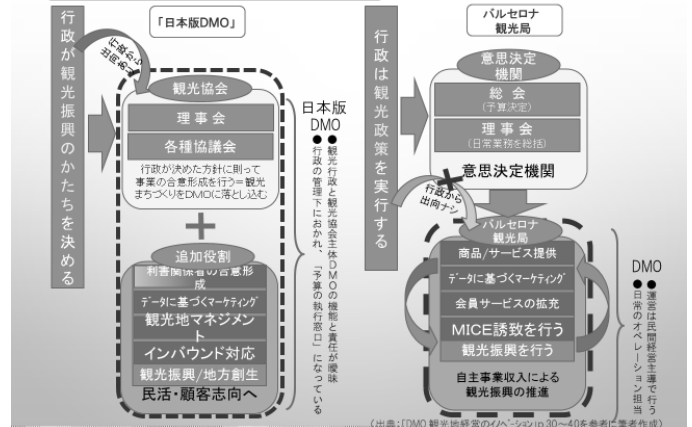 「日本版DMO」
行政が観光振興のかたちを決める
行政から
出向あり
観光協会
理事会
各種協議会
行政が決めた方針に則って
事業の合意形成を行う=観光
まちづくりをDMOに落とし込む
+
追加役割
利害関係者の合意形
成
データに基づくマーケティング
観光地マネジメン
ト
インバウンド対応
観光振興/地方創生
民活・顧客志向へ
日本版
DMO
●観光行政と観光協会主体DMOの機能と責任が曖昧
●行政の管理下におかれ、「予算の執行窓口」になっている
バルセロナ
観光局
行政は観光政策を実行する
意思決定
機関
総会
(予算決定)
理事会
(日常業務を総括)
意思決定機関
行政から
出向ナシ
バルセロナ
観光局
商品/サービス提供
データに基づくマーケティング
会員サービスの拡充
MICE誘致を行う
観光振興を行う
自主事業収入による
観光振興の推進
DMO
●運営は民間経営主導で行う
●日常のオペレーション担当
(出典:「DMO 観光地経営のイノベーション」p.30～40を参考に筆者作成)